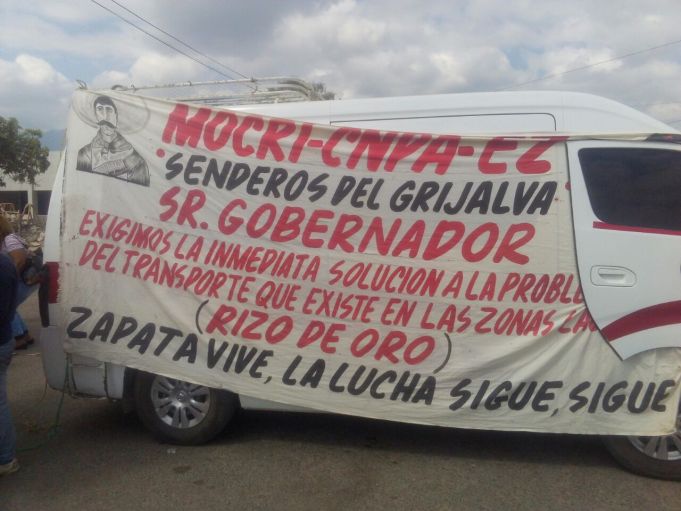 MOCRI-CNPA-EZ
SENDEROS DEL GRIJALVA
SR. GOBERNADOR
EXIGIMOS LA INMEDIATA SOLUCION A LA PROBLE
DEL TRANSPORTE QUE EXISTE EN LAS ZONAS
(RIZO DE ORO)
ZAPATA VIVE, LA LUCHA SIGUE, SIGUE